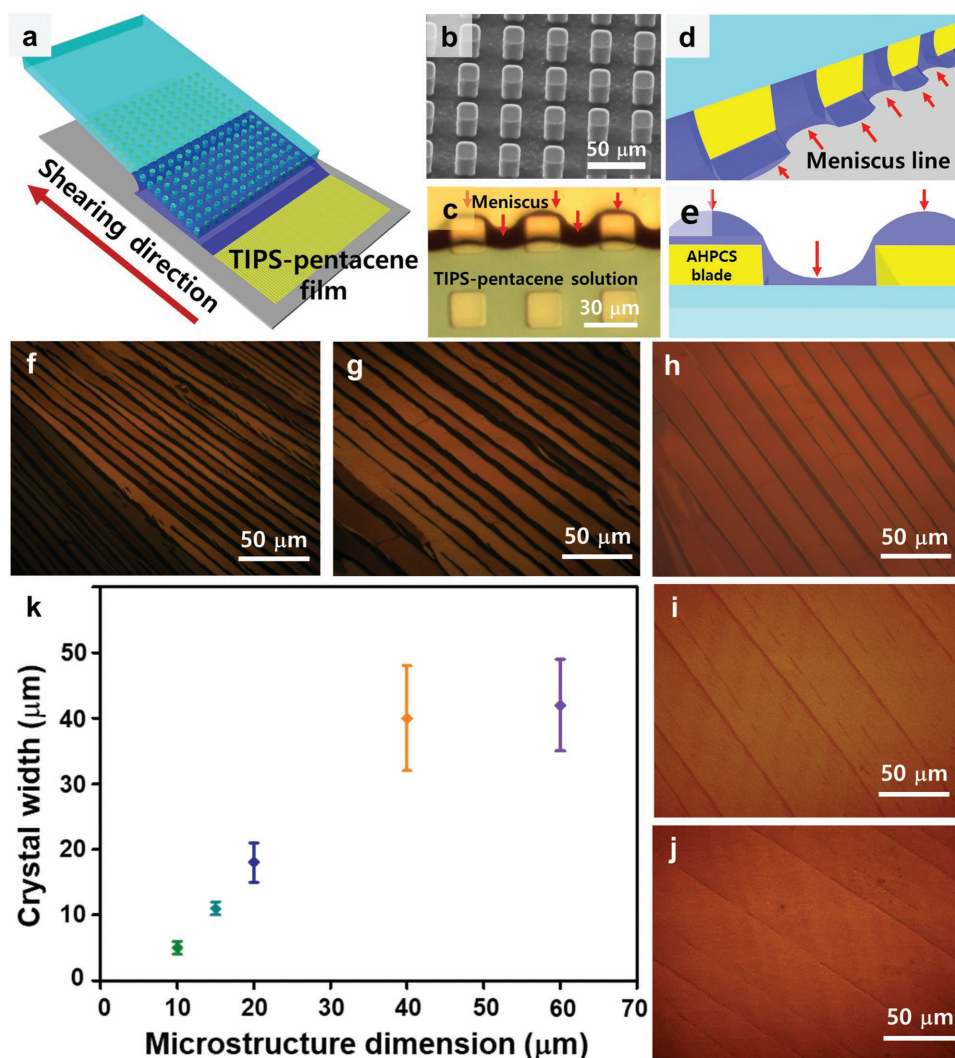 a
Shearing direction
TIPS-pentacene
film
b
50 μm
c
Meniscus
TIPS-pentacene solution
30 μm
d
Meniscus line
e
AHPCS
blade
f
50 μm
g
50 μm
h
50 μm
i
50 μm
j
50 μm
k
Crystal width (μm)
50
40
30
20
10
0
0 10 20 30 40 50 60 70
Microstructure dimension (μm)